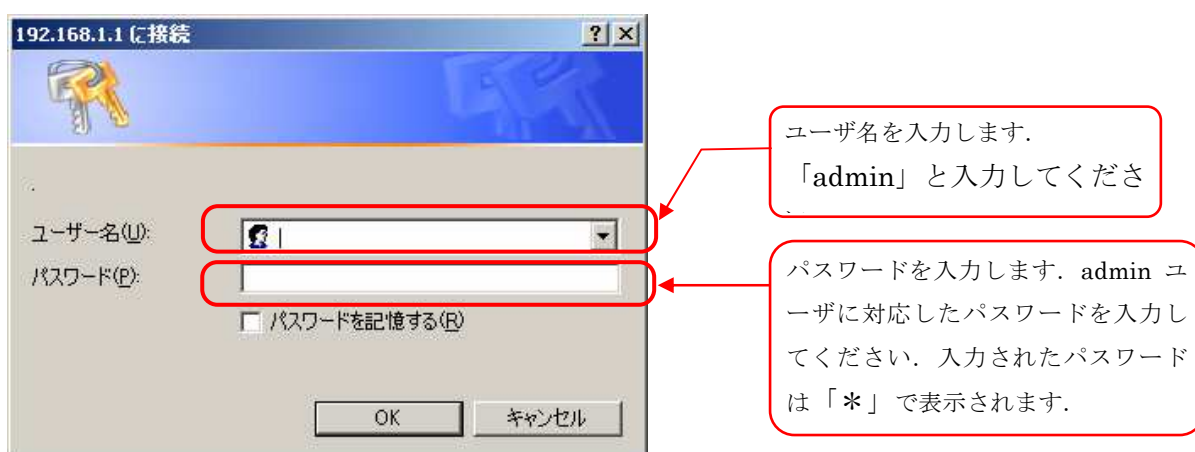 192.168.1.1 に接続
ユーザー名(U):
パスワード(P):
パスワードを記憶する(R)
OK
キャンセル
ユーザ名を入力します.
「admin」と入力してくださ
パスワードを入力します. admin ユ
ーザに対応したパスワードを入力し
てください. 入力されたパスワード
は「＊」で表示されます.